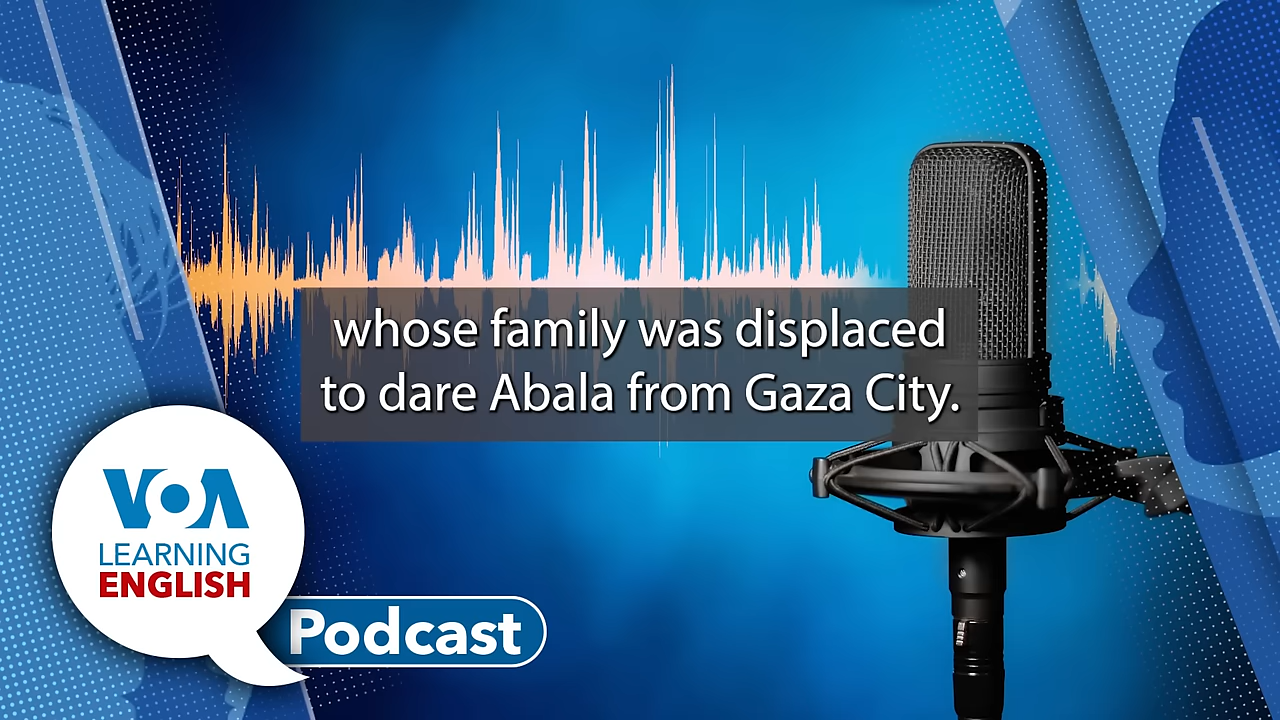 whose family was displaced
to dare Abala from Gaza City.
VOA
LEARNING
ENGLISH
Podcast